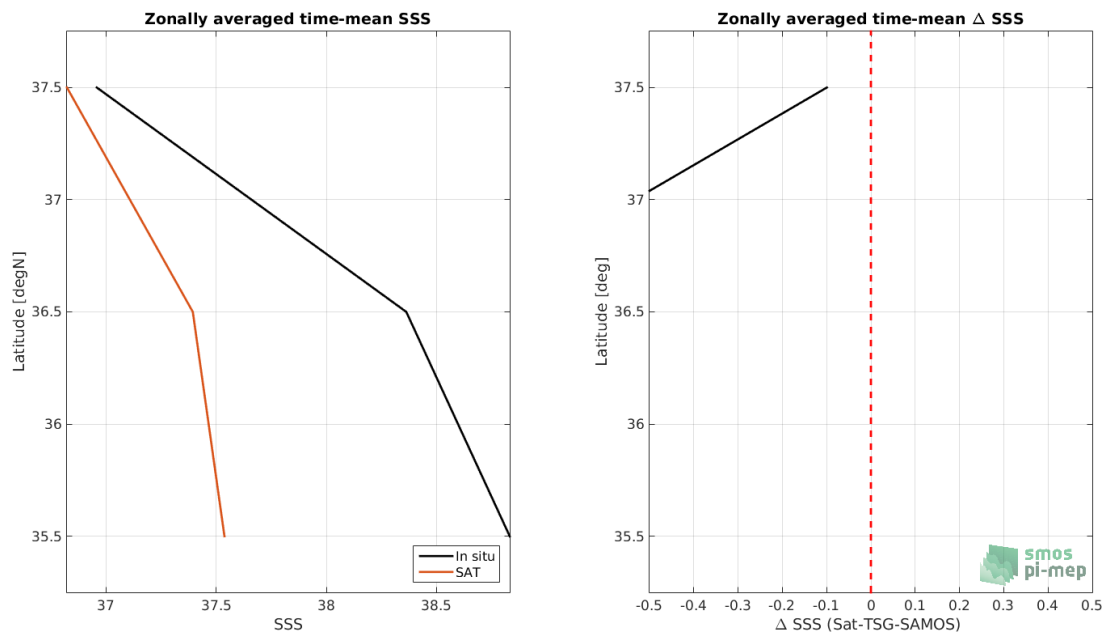 Zonally averaged time-mean SSS
37.5
37
36.5
36
35.5
Latitude [degN]
37
37.5
38
38.5
SSS
In situ
SAT
Zonally averaged time-mean Δ SSS
37.5
37
36.5
36
35.5
Latitude [deg]
-0.5
-0.4
-0.3
-0.2
-0.1
0
0.1
0.2
0.3
0.4
0.5
Δ SSS (Sat-TSG-SAMOS)
smos
pi-mep